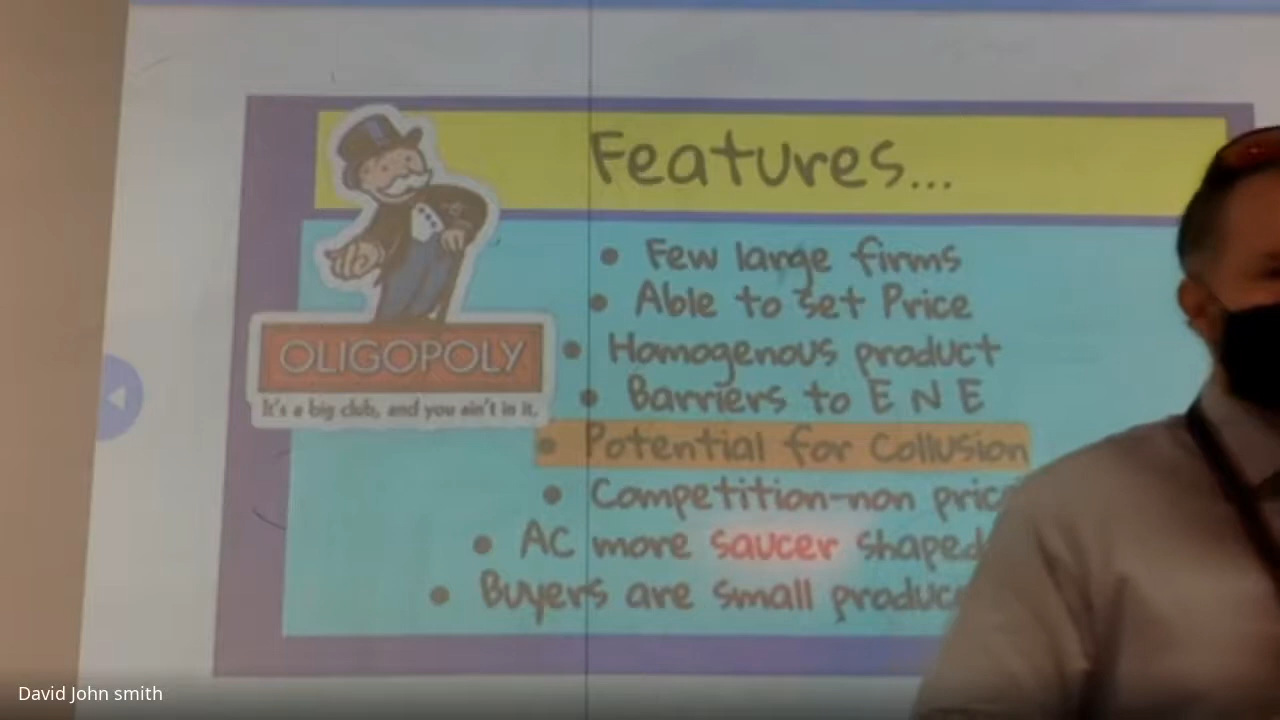 Features...
• Few large firms
• Able to set Price
• Homogenous product
• Barriers to E N E
• Potential for Collusion
• Competition-non
• AC more saucer shaped
• Buyers are small
OLIGOPOLY
It's a big club, and you ain't in it.
David John smith